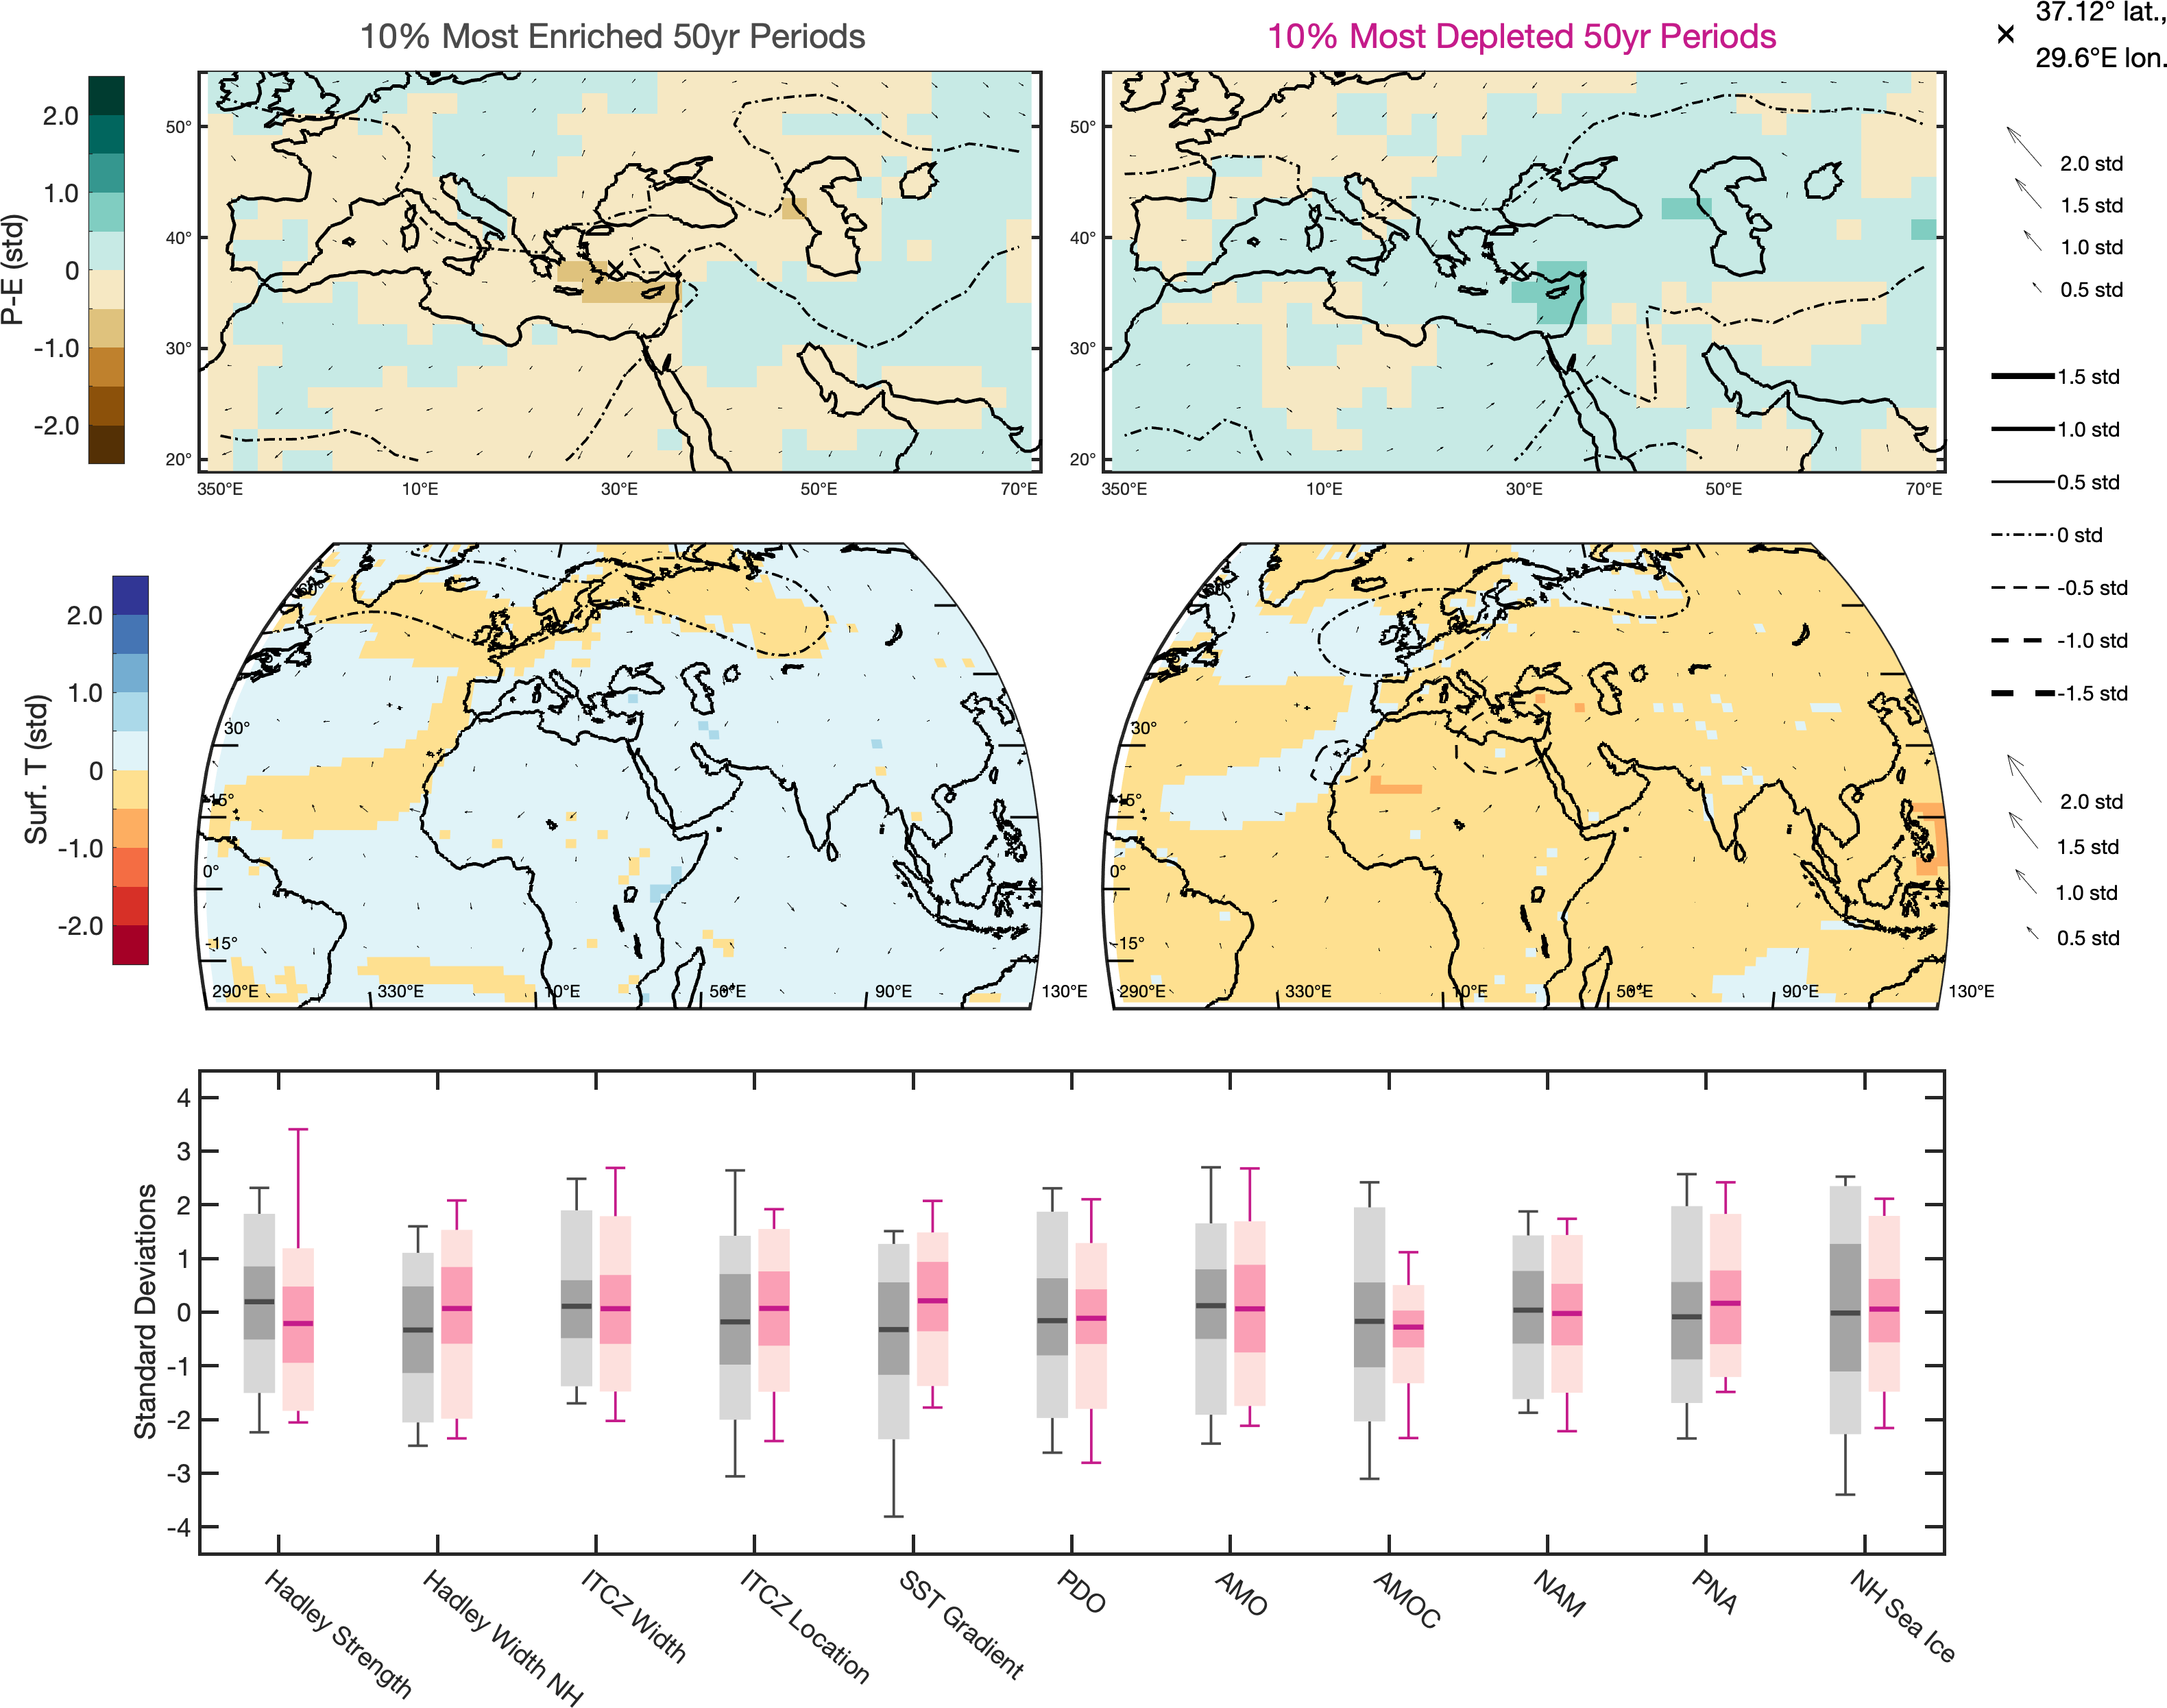 10% Most Enriched 50yr Periods
10% Most Depleted 50yr Periods
37.12° lat.,
29.6°E lon.
P-E (std)
2.0
1.0
0
-1.0
-2.0
50°
40°
30°
20°
350°E
10°E
30°E
50°E
70°E
50°
40°
30°
20°
350°E
10°E
30°E
50°E
70°E
2.0 std
1.5 std
1.0 std
0.5 std
1.5 std
1.0 std
0.5 std
0 std
-0.5 std
-1.0 std
-1.5 std
2.0 std
1.5 std
1.0 std
0.5 std
Surf. T (std)
2.0
1.0
0
-1.0
-2.0
60°
30°
15°
0°
-15°
290°E
330°E
10°E
50°E
90°E
130°E
30°
15°
0°
-15°
290°E
330°E
10°E
50°E
90°E
130°E
Standard Deviations
4
3
2
1
0
-1
-2
-3
-4
Hadley Strength
Hadley Width NH
ITCZ Width
ITCZ Location
SST Gradient
PDO
AMO
AMOC
NAM
PNA
NH Sea Ice